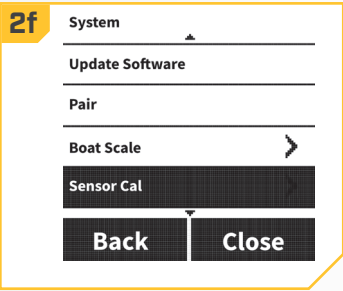 2f
System
Update Software
Pair
Boat Scale
Sensor Cal
Back Close